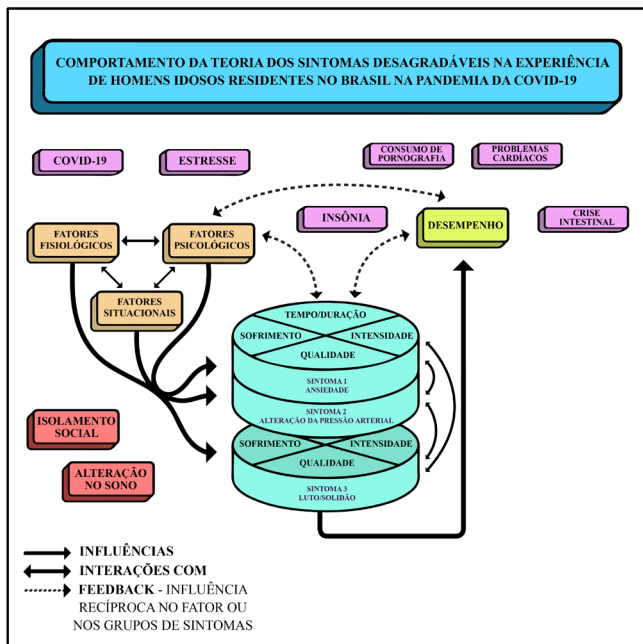 COMPORTAMENTO DA TEORIA DOS SINTOMAS DESAGRADÁVEIS NA EXPERIÊNCIA
DE HOMENS IDOSOS RESIDENTES NO BRASIL NA PANDEMIA DA COVID-19
COVID-19
ESTRESSE
CONSUMO DE
PORNOGRAFIA
PROBLEMAS
CARDÍACOS
INSÔNIA
CRISE
INTESTINAL
FATORES
FISIOLÓGICOS
FATORES
PSICOLÓGICOS
DESEMPENHO
FATORES
SITUACIONAIS
TEMPO/DURAÇÃO
SOFRIMENTO
INTENSIDADE
QUALIDADE
SINTOMA 1
ANSIEDADE
SINTOMA 2
ALTERAÇÃO DA PRESSÃO ARTERIAL
SOFRIMENTO
INTENSIDADE
QUALIDADE
SINTOMA 3
LUTO/SOLIDÃO
ISOLAMENTO
SOCIAL
ALTERAÇÃO
NO SONO
INFLUÊNCIAS
INTERAÇÕES COM
FEEDBACK - INFLUÊNCIA
RECÍPROCA NO FATOR OU
NOS GRUPOS DE SINTOMAS